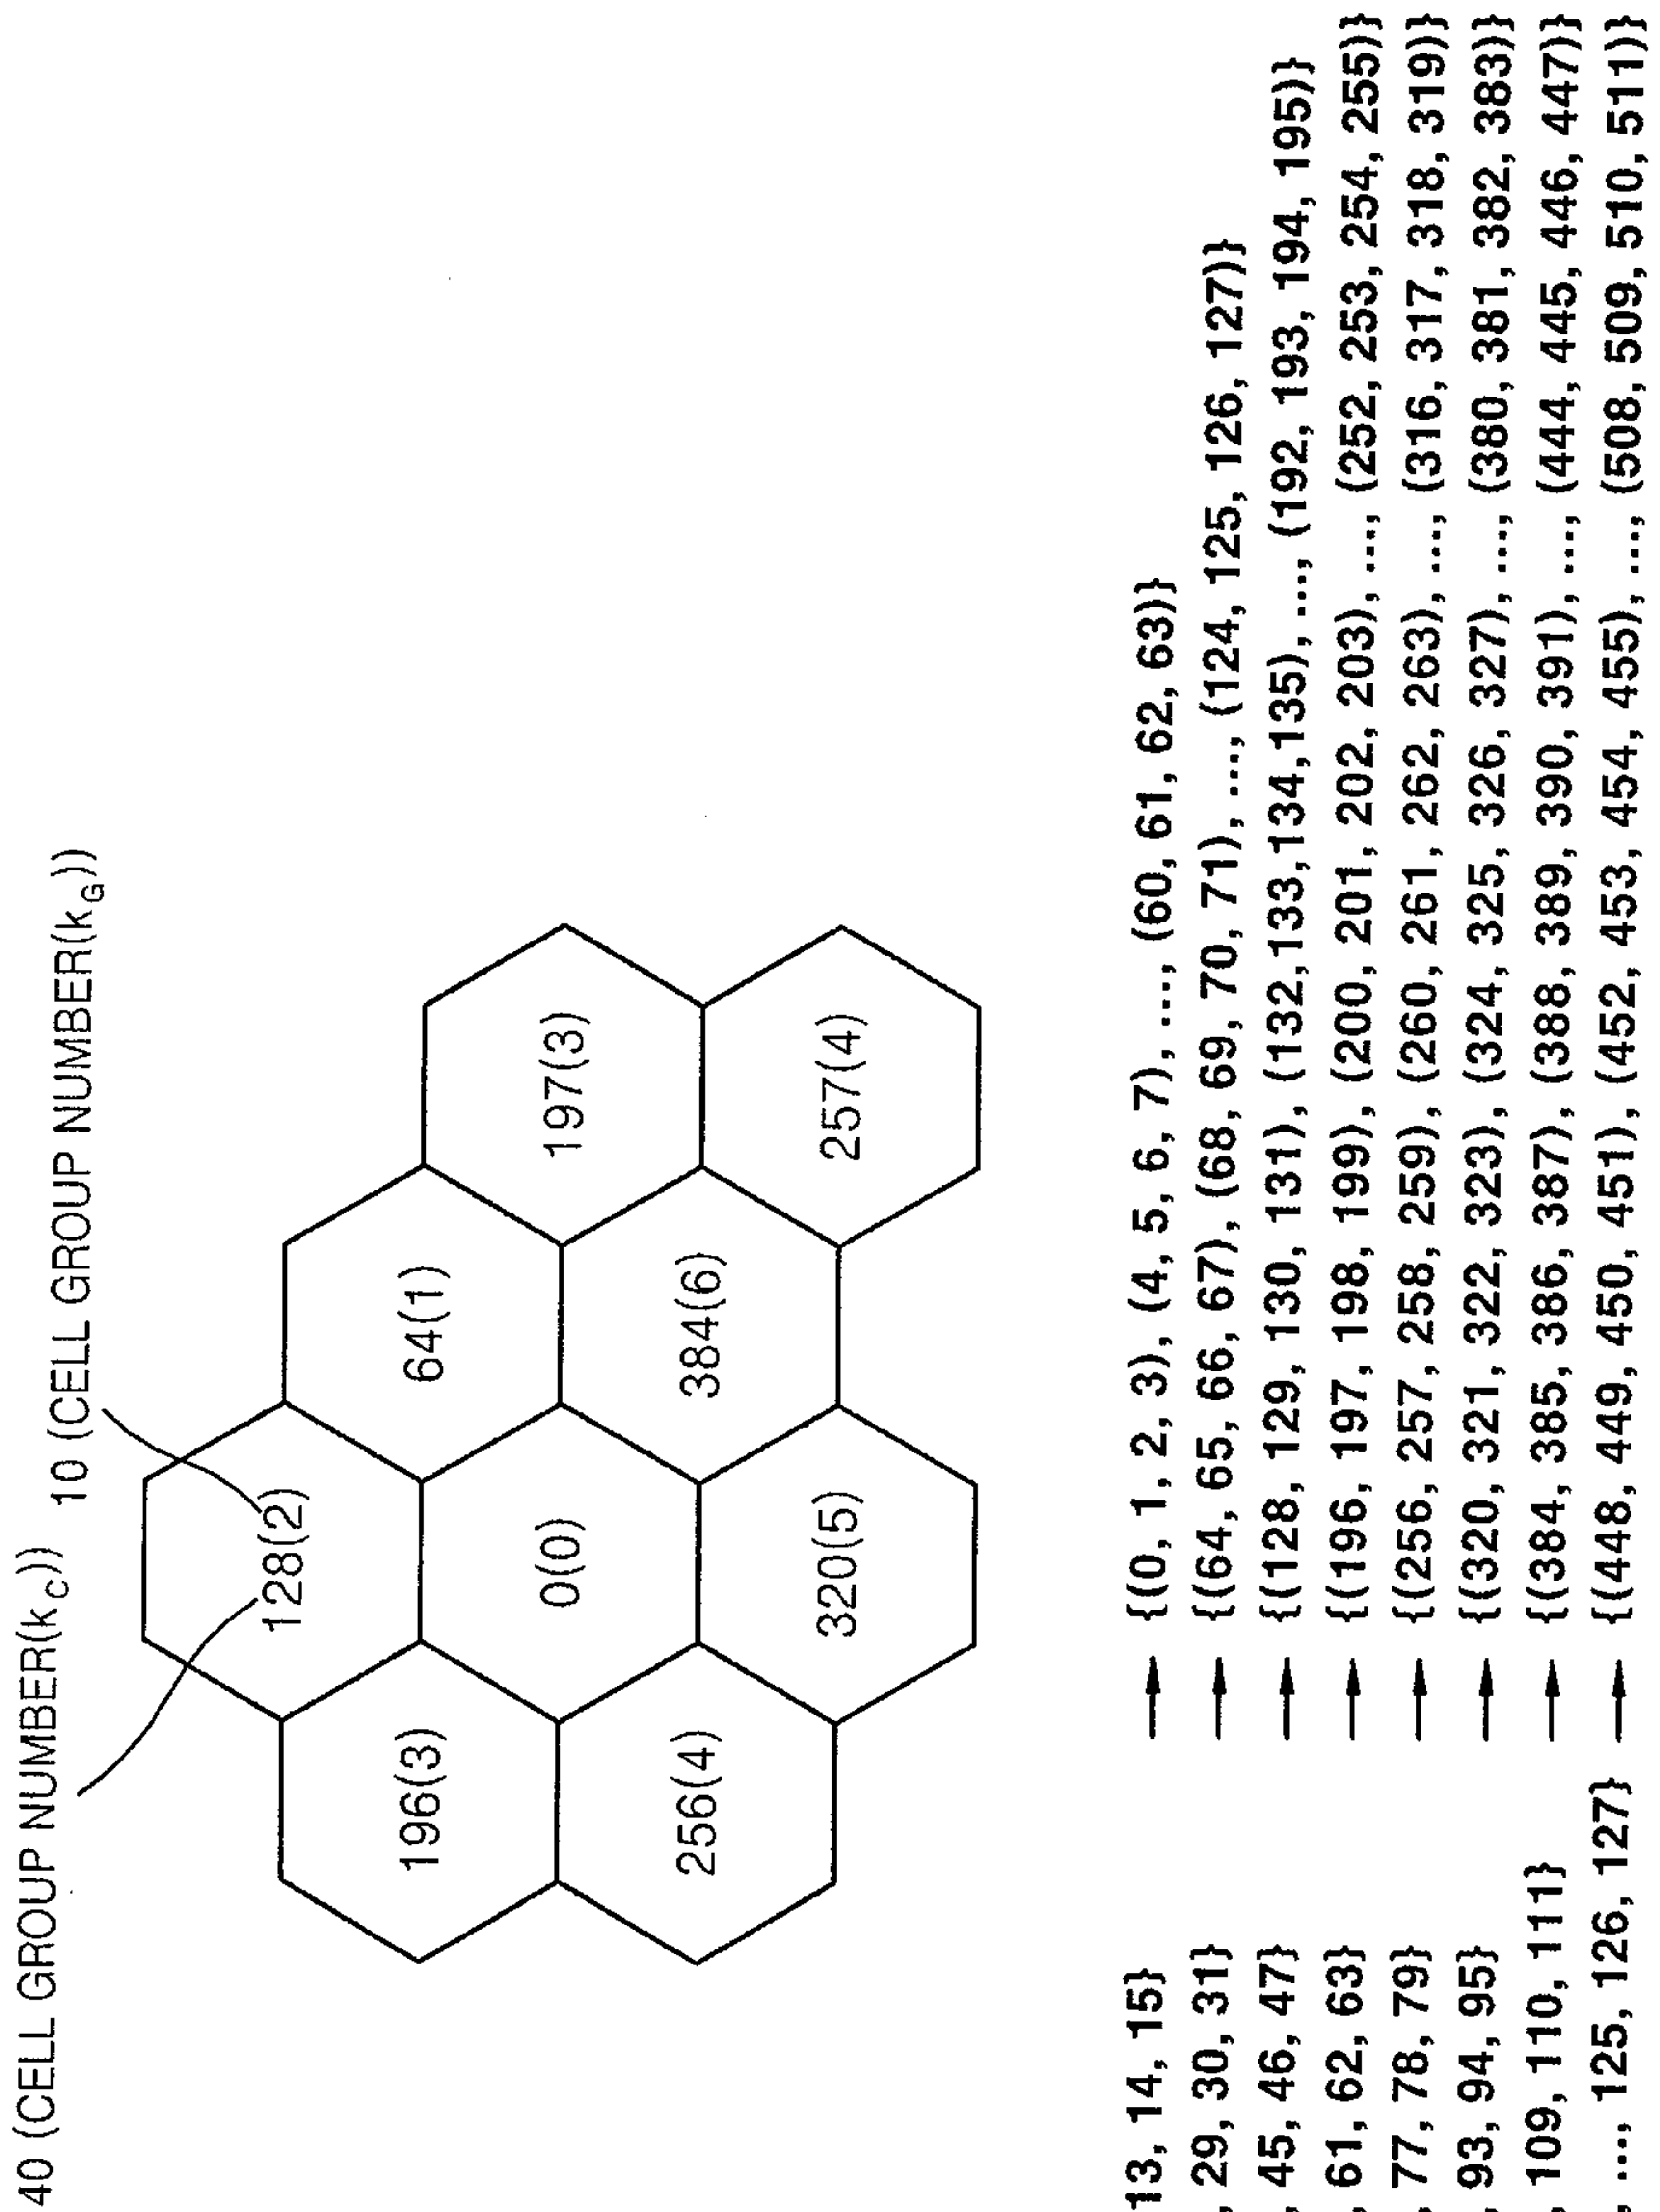 40 (CELL GROUP NUMBER(kC)) 10 (CELL GROUP NUMBER(kG))
128(2)
196(3) 64(1)
0(0) 197(3)
256(4) 384(6)
320(5) 257(4)
13, 14, 15} → {(0, 1, 2, 3), (4, 5, 6, 7), ..., (60, 61, 62, 63)}
, 29, 30, 31} → {(64, 65, 66, 67), (68, 69, 70, 71), ..., (124, 125, 126, 127)}
, 45, 46, 47} → {(128, 129, 130, 131), (132,133,134,135), ..., (192, 193, 194, 195)}
, 61, 62, 63} → {(196, 197, 198, 199), (200, 201, 202, 203), ..., (252, 253, 254, 255)}
, 77, 78, 79} → {(256, 257, 258, 259), (260, 261, 262, 263), ..., (316, 317, 318, 319)}
, 93, 94, 95} → {(320, 321, 322, 323), (324, 325, 326, 327), ..., (380, 381, 382, 383)}
, 109, 110, 111} → {(384, 385, 386, 387), (388, 389, 390, 391), ..., (444, 445, 446, 447)}
, ..., 125, 126, 127} → {(448, 449, 450, 451), (452, 453, 454, 455), ..., (508, 509, 510, 511)}